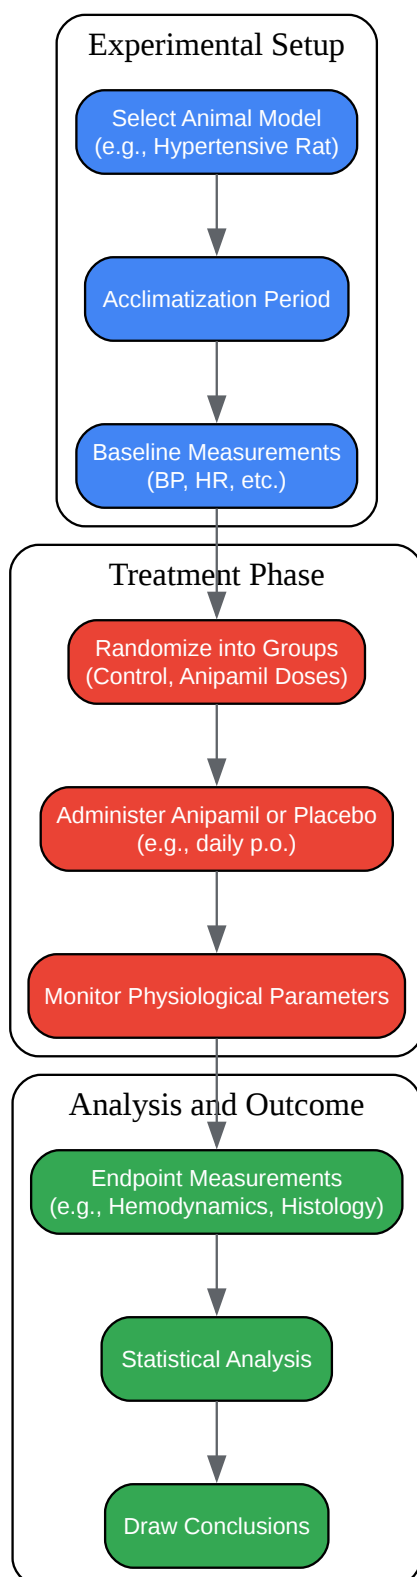 Experimental Setup
Select Animal Model
(e.g., Hypertensive Rat)
Acclimatization Period
Baseline Measurements
(BP, HR, etc.)
Treatment Phase
Randomize into Groups
(Control, Anipamil Doses)
Administer Anipamil or Placebo
(e.g., daily p.o.)
Monitor Physiological Parameters
Analysis and Outcome
Endpoint Measurements
(e.g., Hemodynamics, Histology)
Statistical Analysis
Draw Conclusions